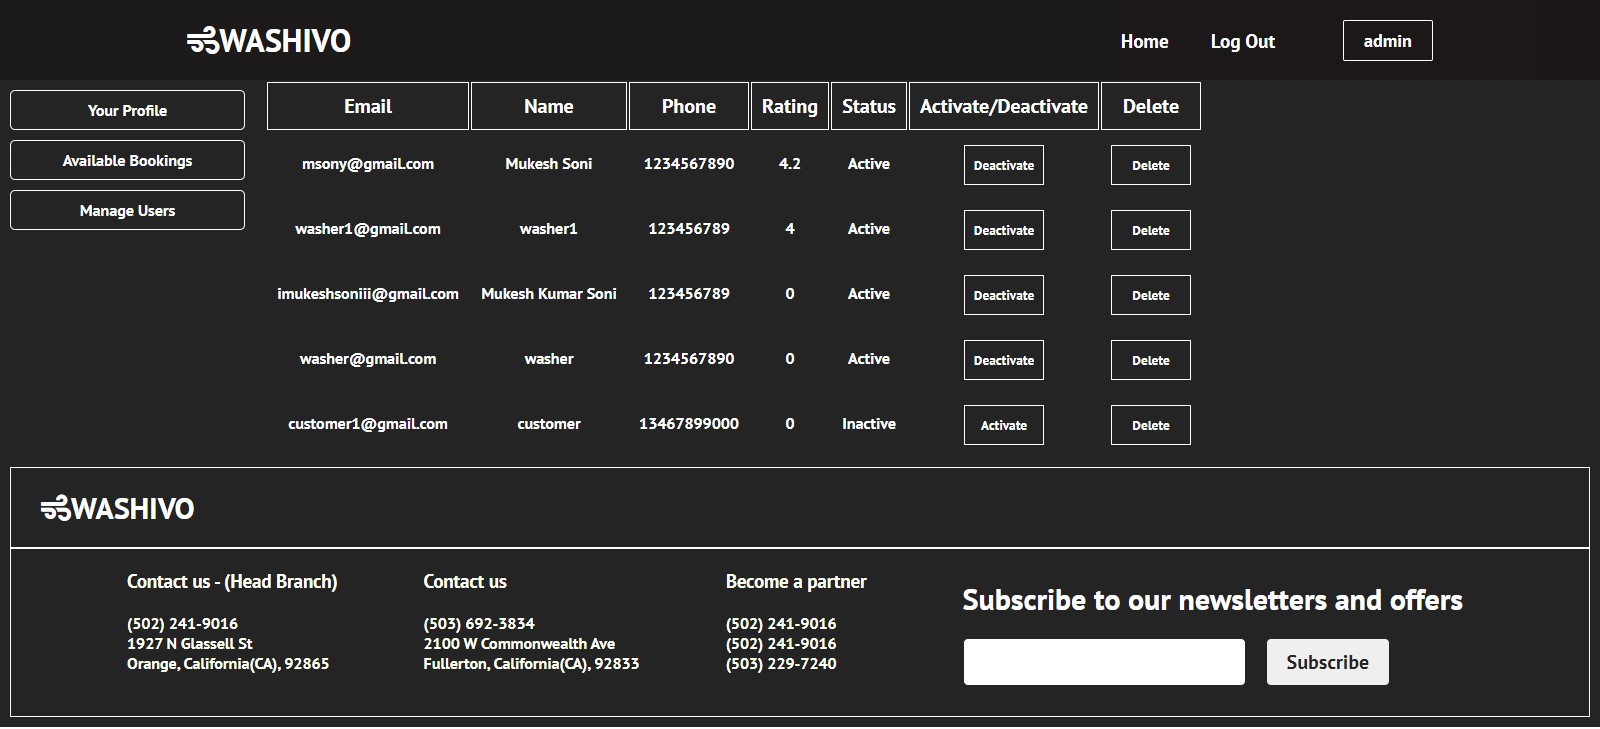 WASHIVO
Home Log Out admin
Your Profile
Available Bookings
Manage Users
Email Name Phone Rating Status Activate/Deactivate Delete
msony@gmail.com Mukesh Soni 1234567890 4.2 Active Deactivate Delete
washer1@gmail.com washer1 123456789 4 Active Deactivate Delete
imukeshsoniii@gmail.com Mukesh Kumar Soni 123456789 0 Active Deactivate Delete
washer@gmail.com washer 1234567890 0 Active Deactivate Delete
customer1@gmail.com customer 13467899000 0 Inactive Activate Delete
WASHIVO
Contact us - (Head Branch)
(502) 241-9016
1927 N Glassell St
Orange, California(CA), 92865
Contact us
(503) 692-3834
2100 W Commonwealth Ave
Fullerton, California(CA), 92833
Become a partner
(502) 241-9016
(502) 241-9016
(503) 229-7240
Subscribe to our newsletters and offers
Subscribe